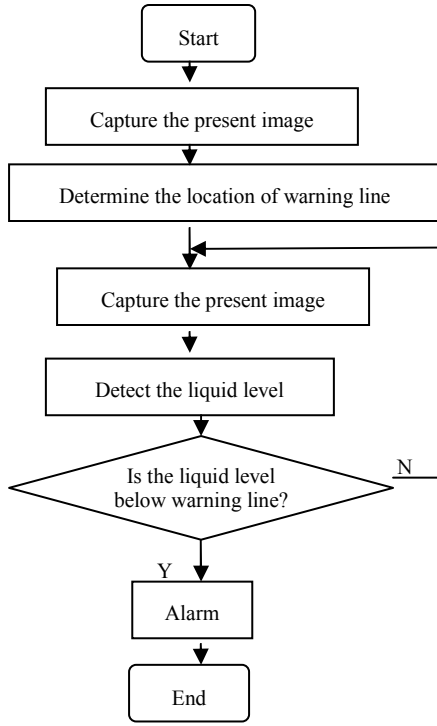 Start
Capture the present image
Determine the location of warning line
Capture the present image
Detect the liquid level
Is the liquid level
below warning line?
N
Y
Alarm
End